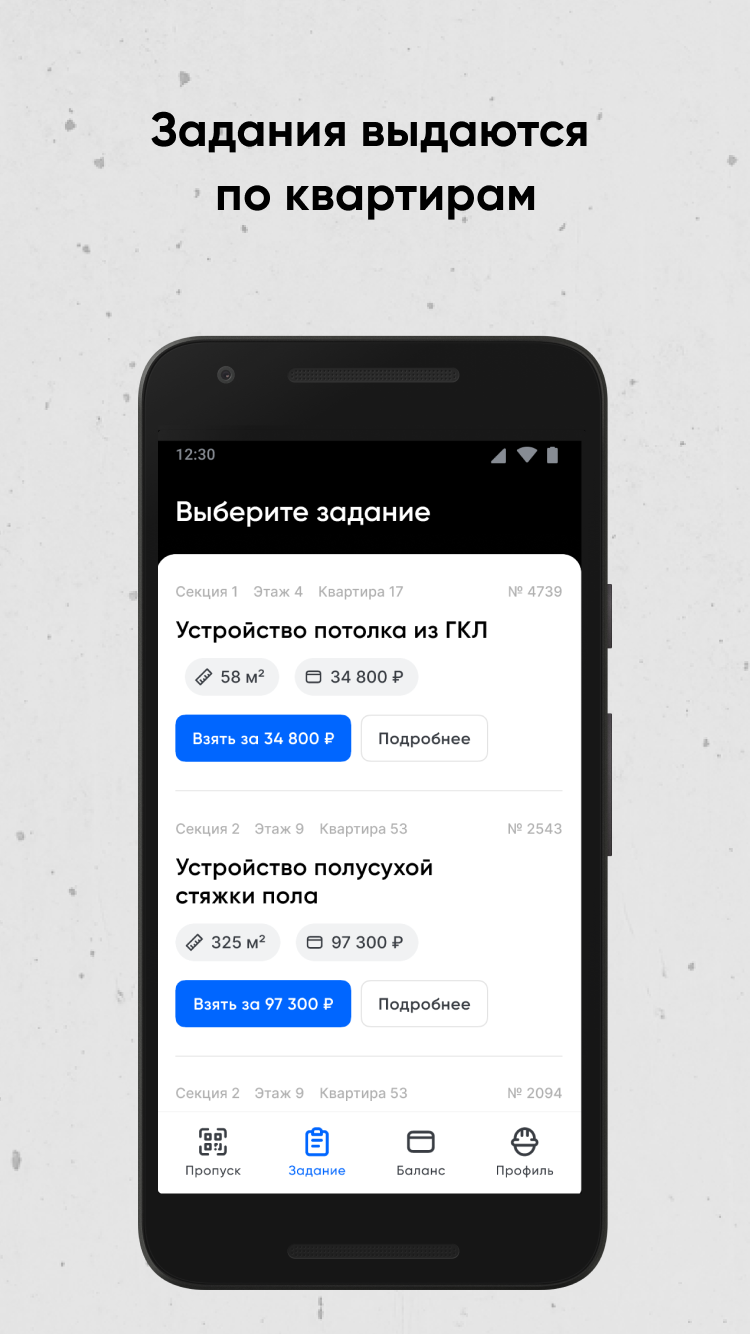 Задания выдаются
по квартирам
12:30
Выберите задание
Секция 1 Этаж 4 Квартира 17 № 4739
Устройство потолка из ГКЛ
58 м² 34 800 ₽
Взять за 34 800 ₽ Подробнее
Секция 2 Этаж 9 Квартира 53 № 2543
Устройство полусухой
стяжки пола
325 м² 97 300 ₽
Взять за 97 300 ₽ Подробнее
Секция 2 Этаж 9 Квартира 53 № 2094
Пропуск Задание Баланс Профиль